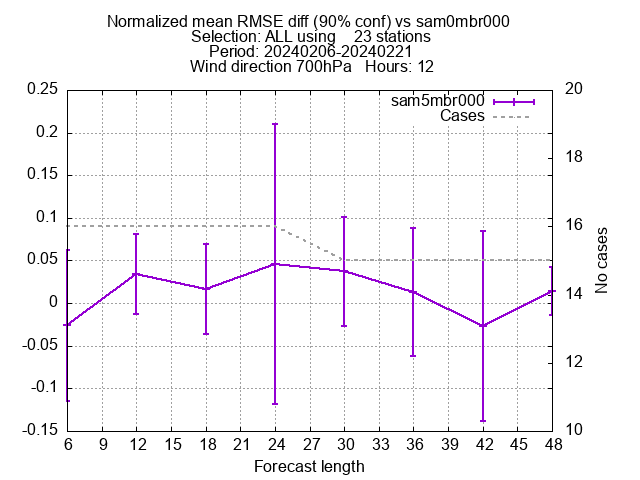 Normalized mean RMSE diff (90% conf) vs sam0mbr000
Selection: ALL using    23 stations
Period: 20240206-20240221
Wind direction 700hPa   Hours: 12
sam5mbr000
Cases
0.25
0.2
0.15
0.1
0.05
0
-0.05
-0.1
-0.15
20
18
16
14
12
10
No cases
6 9 12 15 18 21 24 27 30 33 36 39 42 45 48
Forecast length